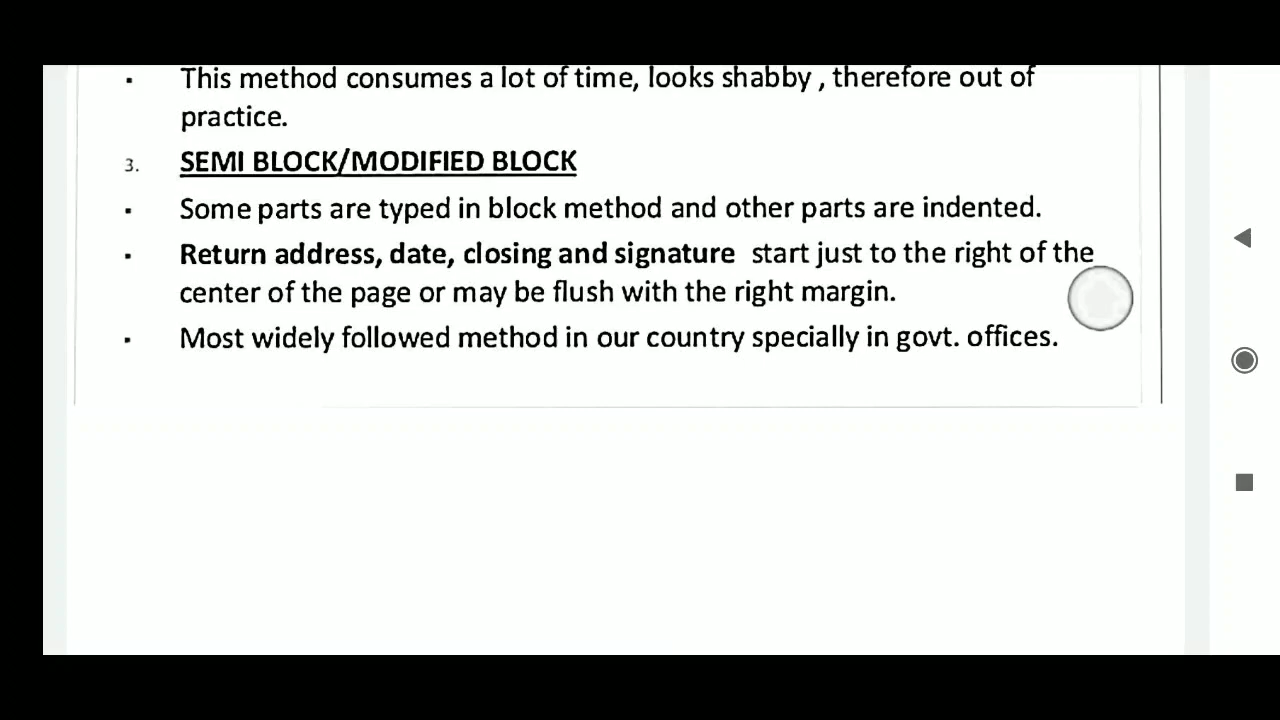 ▪ This method consumes a lot of time, looks shabby , therefore out of
practice.
3. SEMI BLOCK/MODIFIED BLOCK
▪ Some parts are typed in block method and other parts are indented.
▪ Return address, date, closing and signature start just to the right of the
center of the page or may be flush with the right margin.
▪ Most widely followed method in our country specially in govt. offices.